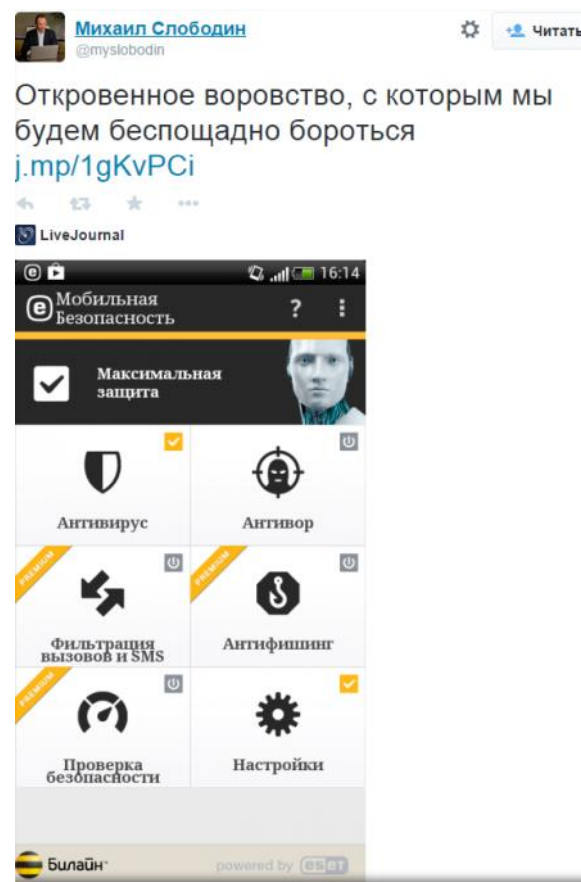 Михаил Слободин
@myslobodin
Читать
Откровенное воровство, с которым мы
будем беспощадно бороться
j.mp/1gKvPCi
LiveJournal
16:14
Мобильная
Безопасность
?
Максимальная
защита
Антивирус
Антивор
PREMIUM
PREMIUM
Фильтрация
вызовов и SMS
Антифишинг
PREMIUM
Проверка
безопасности
Настройки
Билайн
powered by eset